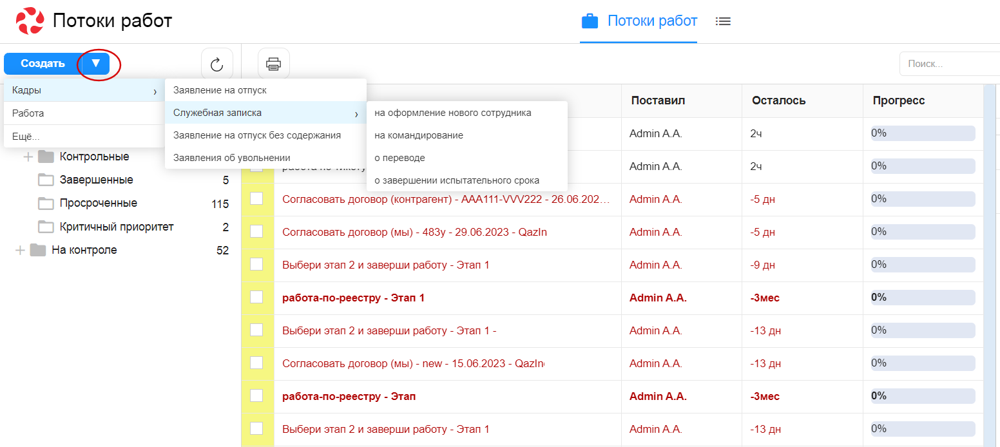 Потоки работ
Потоки работ
Создать
Поиск...
Кадры
Работа
Ещё...
Заявление на отпуск
Служебная записка
Заявление на отпуск без содержания
Заявления об увольнении
на оформление нового сотрудника
на командирование
о переводе
о завершении испытательного срока
Контрольные
Завершенные 5
Просроченные 115
Критичный приоритет 2
На контроле 52
Поставил Осталось Прогресс
Admin A.A. 2ч 0%
Admin A.A. 2ч 0%
Согласовать договор (контрагент) - AAA111-VVV222 - 26.06.202... Admin A.A. -5 дн 0%
Согласовать договор (мы) - 483у - 29.06.2023 - QazIn Admin A.A. -5 дн 0%
Выбери этап 2 и заверши работу - Этап 1 Admin A.A. -9 дн 0%
работа-по-реестру - Этап 1 Admin A.A. -3мес 0%
Выбери этап 2 и заверши работу - Этап 1 - Admin A.A. -13 дн 0%
Согласовать договор (мы) - new - 15.06.2023 - QazIn Admin A.A. -13 дн 0%
работа-по-реестру - Этап Admin A.A. -3мес 0%
Выбери этап 2 и заверши работу - Этап 1 Admin A.A. -13 дн 0%